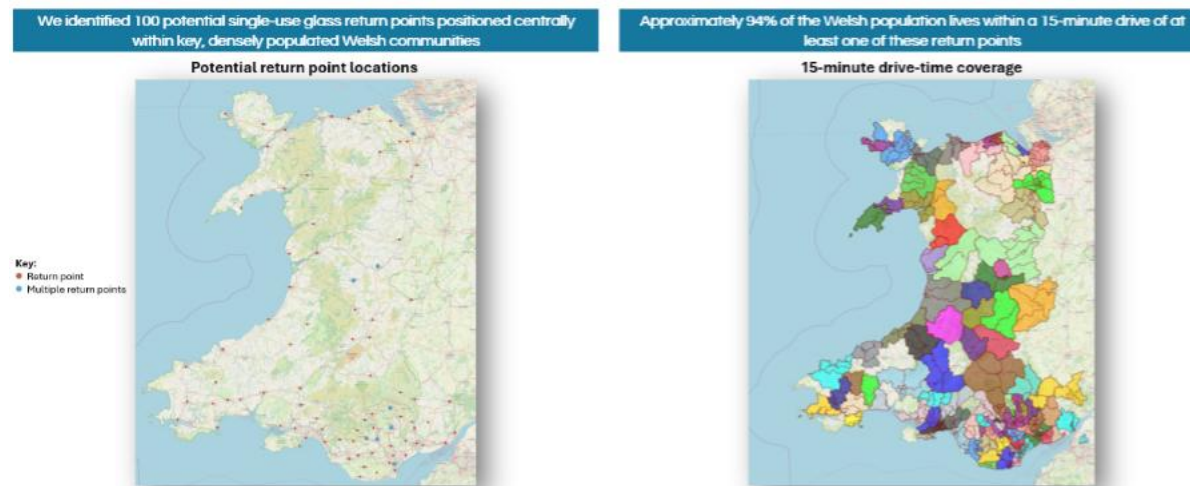 We identified 100 potential single-use glass return points positioned centrally
within key, densely populated Welsh communities
Potential return point locations
Key:
Return point
Multiple return points
Approximately 94% of the Welsh population lives within a 15-minute drive of at
least one of these return points
15-minute drive-time coverage